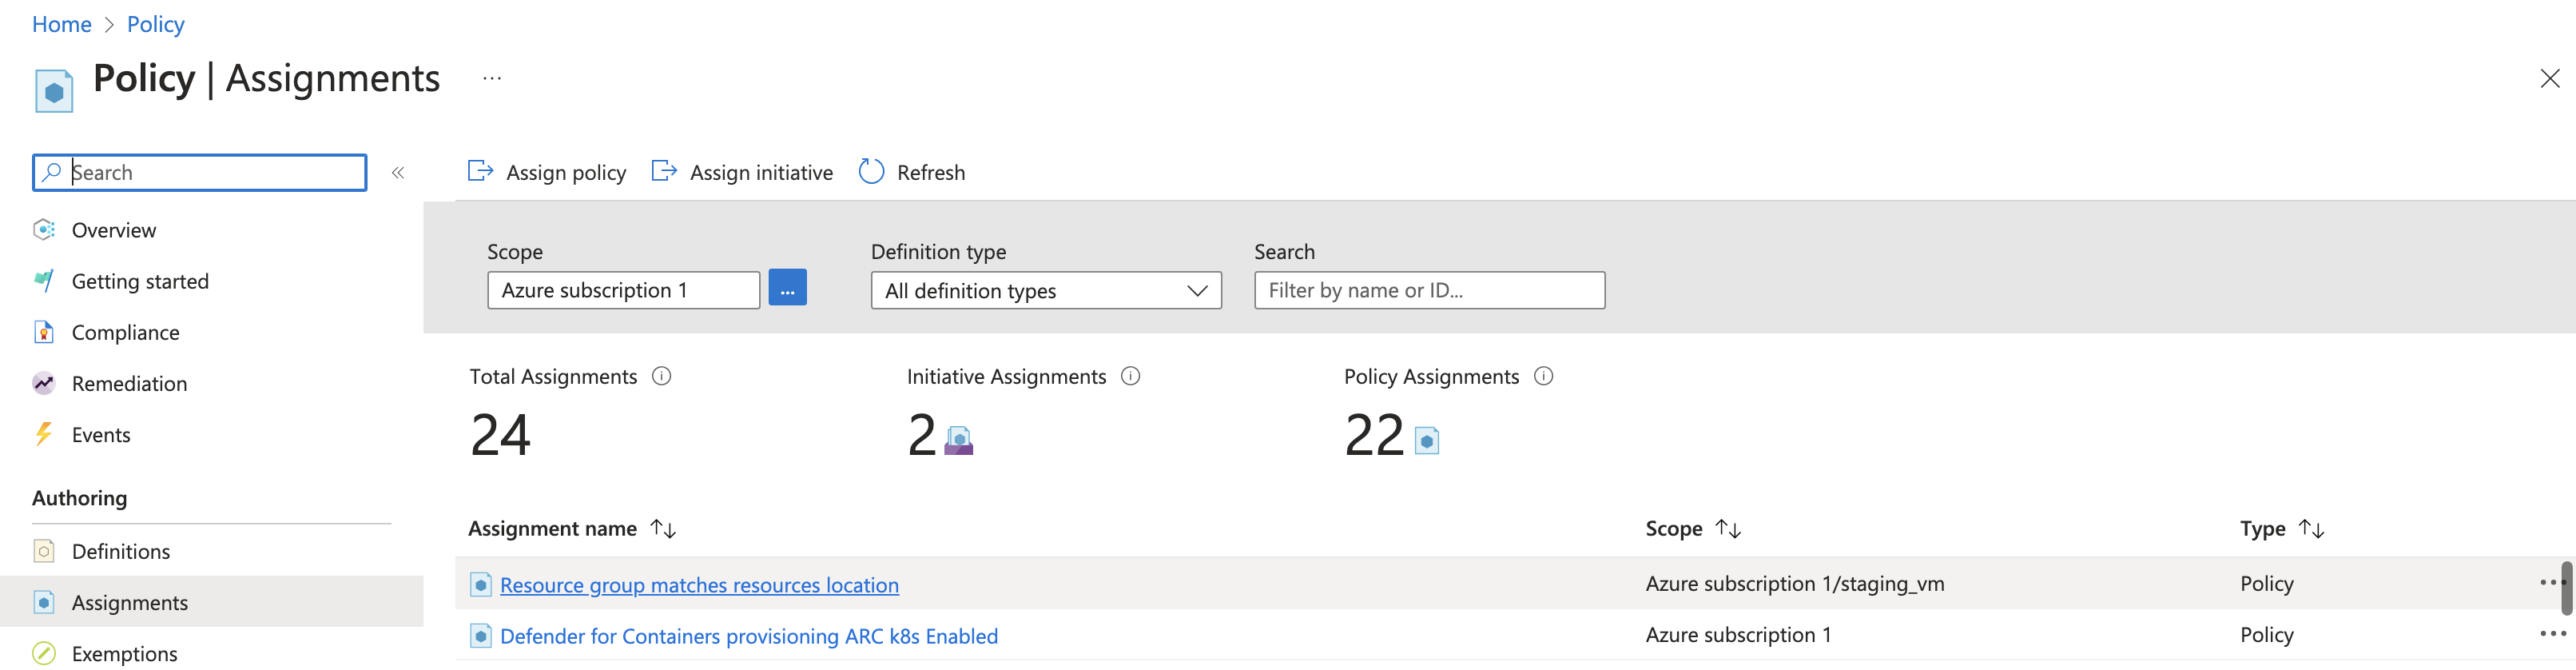 Home > Policy
Policy | Assignments ...
Search «
Overview
Getting started
Compliance
Remediation
Events
Authoring
Definitions
Assignments
Exemptions
Assign policy Assign initiative Refresh
Scope Definition type Search
Azure subscription 1 ... All definition types Filter by name or ID...
Total Assignments Initiative Assignments Policy Assignments
24 2 22
Assignment name Scope Type
Resource group matches resources location Azure subscription 1/staging_vm Policy ...
Defender for Containers provisioning ARC k8s Enabled Azure subscription 1 Policy ...